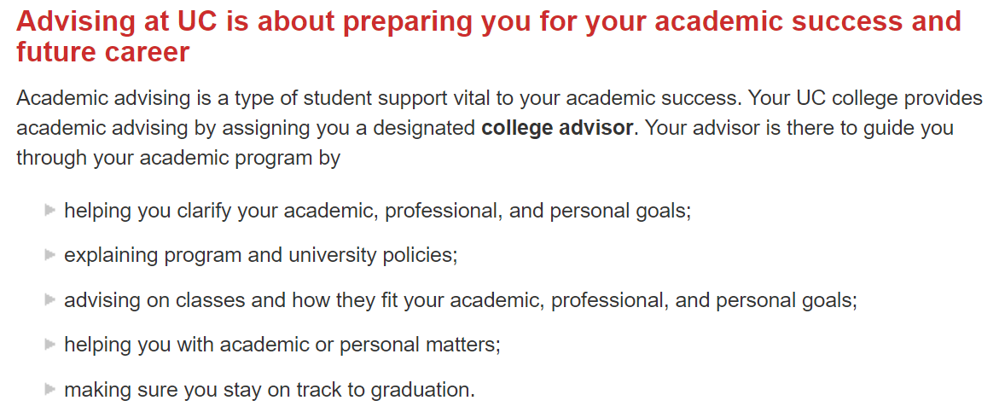 Advising at UC is about preparing you for your academic success and
future career
Academic advising is a type of student support vital to your academic success. Your UC college provides
academic advising by assigning you a designated college advisor. Your advisor is there to guide you
through your academic program by
helping you clarify your academic, professional, and personal goals;
explaining program and university policies;
advising on classes and how they fit your academic, professional, and personal goals;
helping you with academic or personal matters;
making sure you stay on track to graduation.